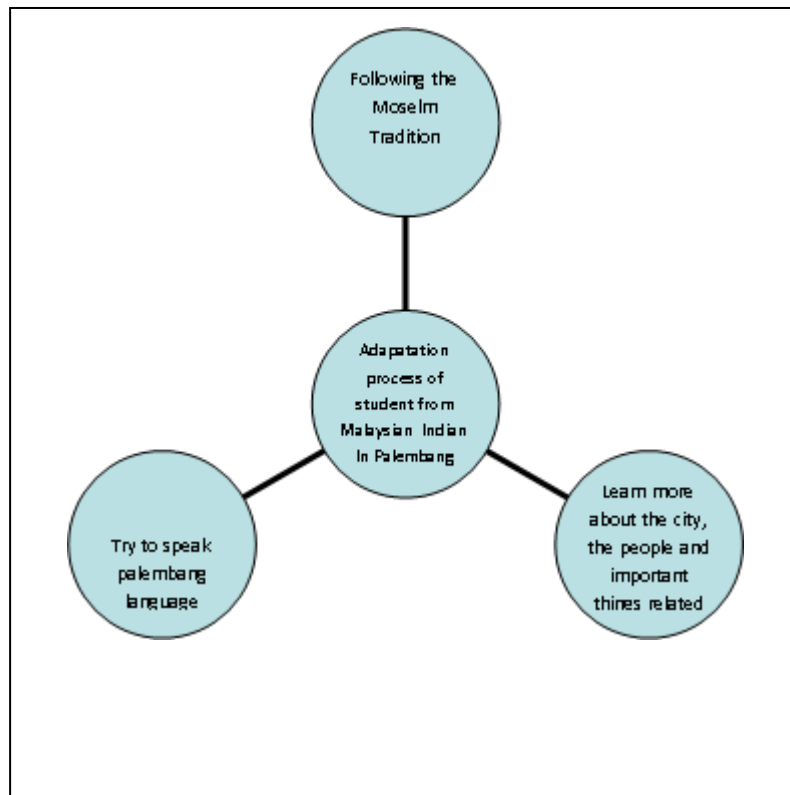 Following the
Moselm
Tradition
Adapatation
process of
student from
Malaysian Indian
In Palembang
Try to speak
palembang
language
Learn more
about the city,
the people and
important
things related